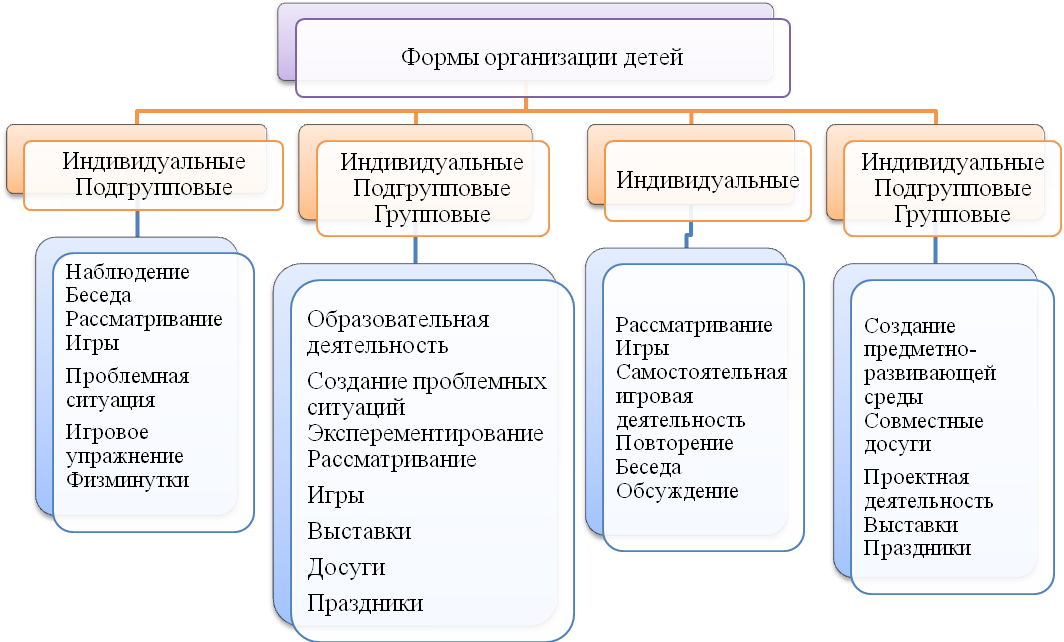 Формы организации детей
Индивидуальные
Подгрупповые
Наблюдение
Беседа
Рассматривание
Игры
Проблемная
ситуация
Игровое
упражнение
Физминутки
Индивидуальные
Подгрупповые
Групповые
Образовательная
деятельность
Создание проблемных
ситуаций
Эксперементирование
Рассматривание
Игры
Выставки
Досуги
Праздники
Индивидуальные
Рассматривание
Игры
Самостоятельная
игровая
деятельность
Повторение
Беседа
Обсуждение
Индивидуальные
Подгрупповые
Групповые
Создание
предметно-
развивающей
среды
Совместные
досуги
Проектная
деятельность
Выставки
Праздники